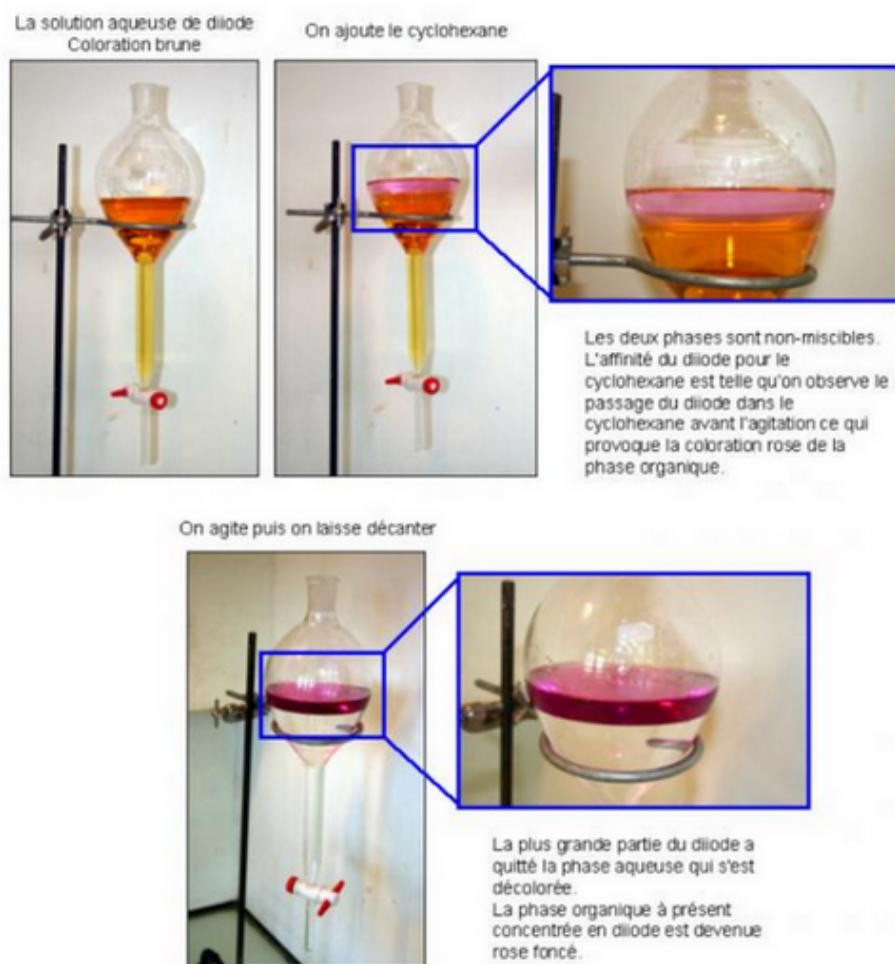 La solution aqueuse de diiode
Coloration brune
On ajoute le cyclohexane
Les deux phases sont non-miscibles.
L'affinité du diiode pour le
cyclohexane est telle qu'on observe le
passage du diiode dans le
cyclohexane avant l'agitation ce qui
provoque la coloration rose de la
phase organique.
On agite puis on laisse décanter
La plus grande partie du diiode a
quitté la phase aqueuse qui s'est
décolorée.
La phase organique à présent
concentrée en diiode est devenue
rose foncé.